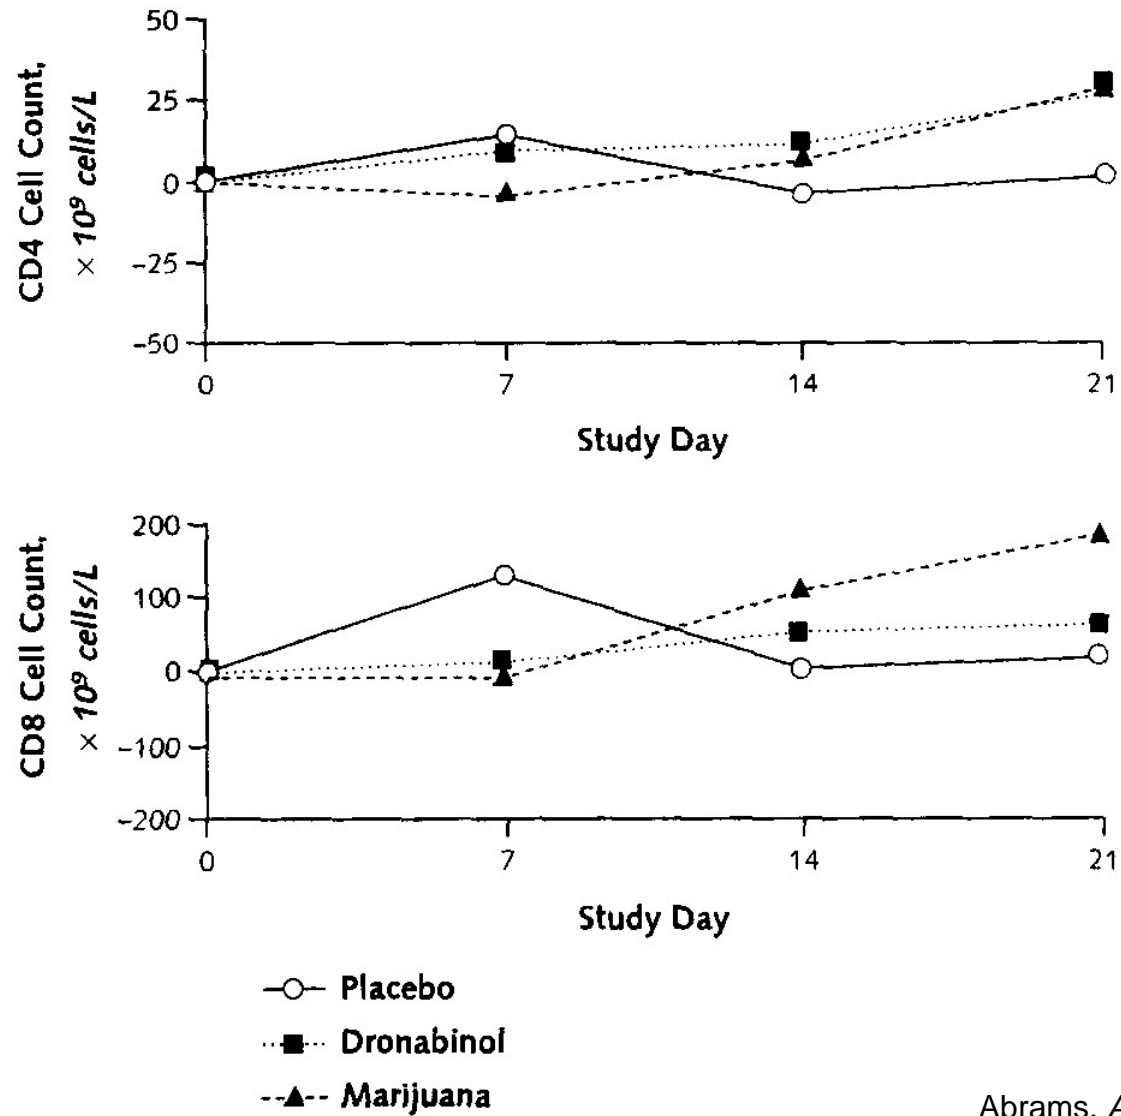 CD4 Cell Count,
× 10⁹ cells/L
50
25
0
−25
−50
0 7 14 21
Study Day
CD8 Cell Count,
× 10⁹ cells/L
200
100
0
−100
−200
0 7 14 21
Study Day
Placebo
Dronabinol
Marijuana
Abrams,